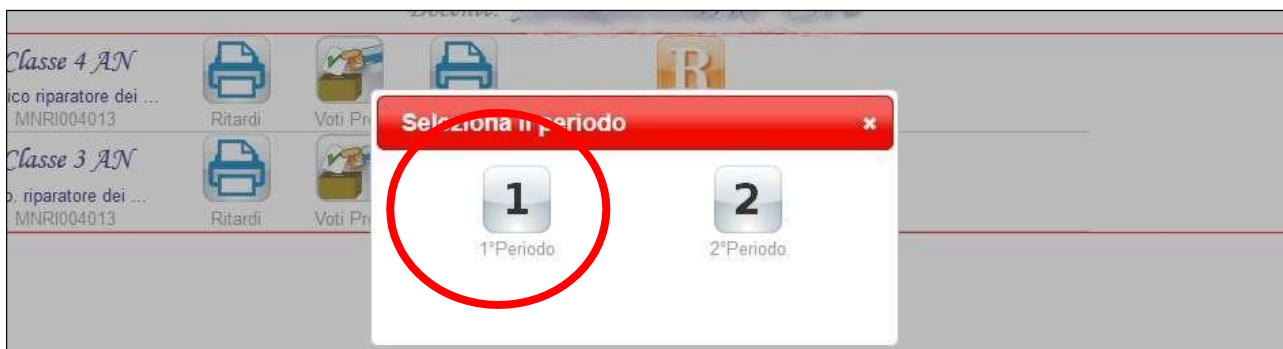 Docente:
Classe 4 AN
ico riparatore dei ...
MNRI004013
Ritardi
Voti Pr
R
Seleziona il periodo
×
1
1°Periodo
2
2°Periodo
Classe 3 AN
o. riparatore dei ...
MNRI004013
Ritardi
Voti Pr